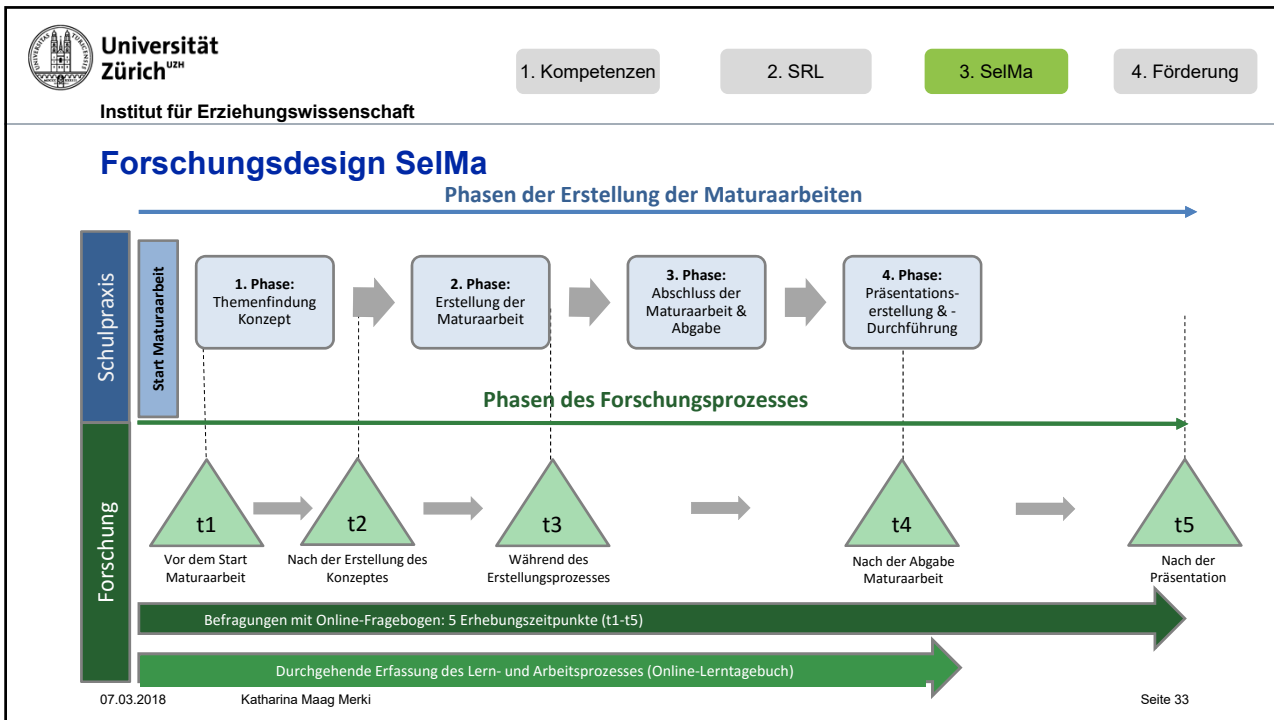 Universität
Zürich UZH
Institut für Erziehungswissenschaft
1. Kompetenzen
2. SRL
3. SelMa
4. Förderung
Forschungsdesign SelMa
Phasen der Erstellung der Maturaarbeiten
Schulpraxis
Start Maturaarbeit
1. Phase:
Themenfindung
Konzept
2. Phase:
Erstellung der
Maturaarbeit
3. Phase:
Abschluss der
Maturaarbeit &
Abgabe
4. Phase:
Präsentations-
erstellung & -
Durchführung
Phasen des Forschungsprozesses
Forschung
t1
Vor dem Start
Maturaarbeit
t2
Nach der Erstellung des
Konzeptes
t3
Während des
Erstellungsprozesses
t4
Nach der Abgabe
Maturaarbeit
t5
Nach der
Präsentation
Befragungen mit Online-Fragebogen: 5 Erhebungszeitpunkte (t1-t5)
Durchgehende Erfassung des Lern- und Arbeitsprozesses (Online-Lerntagebuch)
07.03.2018
Katharina Maag Merki
Seite 33